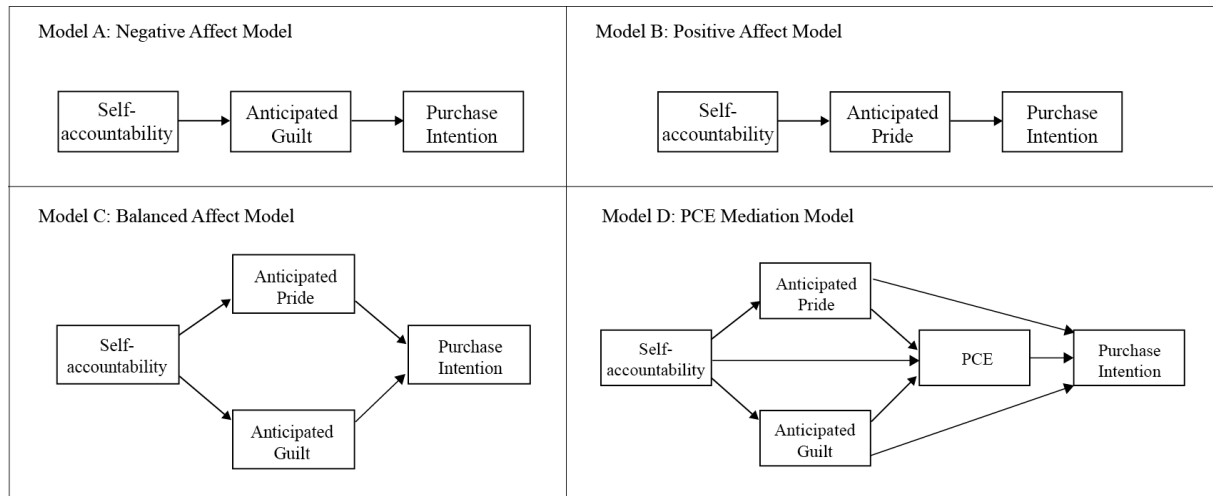 Model A: Negative Affect Model
Self-
accountability
Anticipated
Guilt
Purchase
Intention
Model B: Positive Affect Model
Self-
accountability
Anticipated
Pride
Purchase
Intention
Model C: Balanced Affect Model
Anticipated
Pride
Self-
accountability
Purchase
Intention
Anticipated
Guilt
Model D: PCE Mediation Model
Anticipated
Pride
Self-
accountability
PCE
Purchase
Intention
Anticipated
Guilt